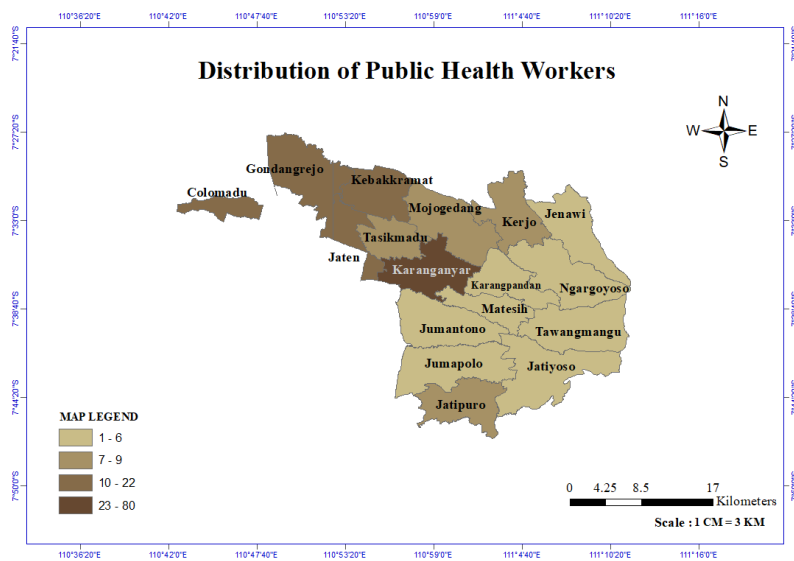 110°36'20"E 110°42'0"E 110°47'40"E 110°53'20"E 110°59'0"E 111°4'40"E 111°10'20"E 111°16'0"E
7°21'40"S
Distribution of Public Health Workers
N
W E
S
7°27'20"S
Gondangrejo
Kebakkramat
Colomadu
Mojogedang
Jenawi
Kerjo
7°33'0"S
Tasikmadu
Jaten
Karanganyar
Karangpandan
Ngargoyoso
7°38'40"S
Matesih
Jumantono
Tawangmangu
Jumapolo
Jatiyoso
7°44'20"S
Jatipuro
MAP LEGEND
1 - 6
7 - 9
10 - 22
23 - 80
7°50'0"S
0 4.25 8.5 17
Kilometers
Scale : 1 CM = 3 KM
110°36'20"E 110°42'0"E 110°47'40"E 110°53'20"E 110°59'0"E 111°4'40"E 111°10'20"E 111°16'0"E